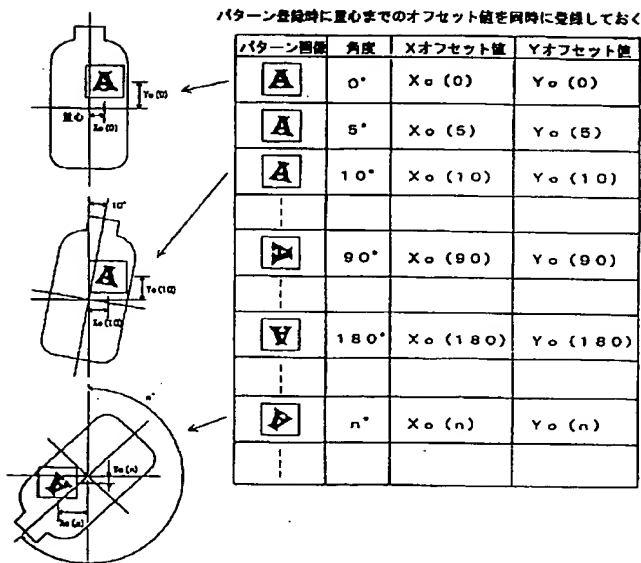 パターン登録時に重心までのオフセット値を同時に登録しておく
パターン画像 角度 Xオフセット値 Yオフセット値
A 0° Xo (0) Yo (0)
A 5° Xo (5) Yo (5)
A 10° Xo (10) Yo (10)
A 90° Xo (90) Yo (90)
A 180° Xo (180) Yo (180)
A n° Xo (n) Yo (n)
A
Yo (0)
重心
Xo (0)
10°
A
Yo (10)
Xo (10)
n°
A
Yo (n)
Xo (n)